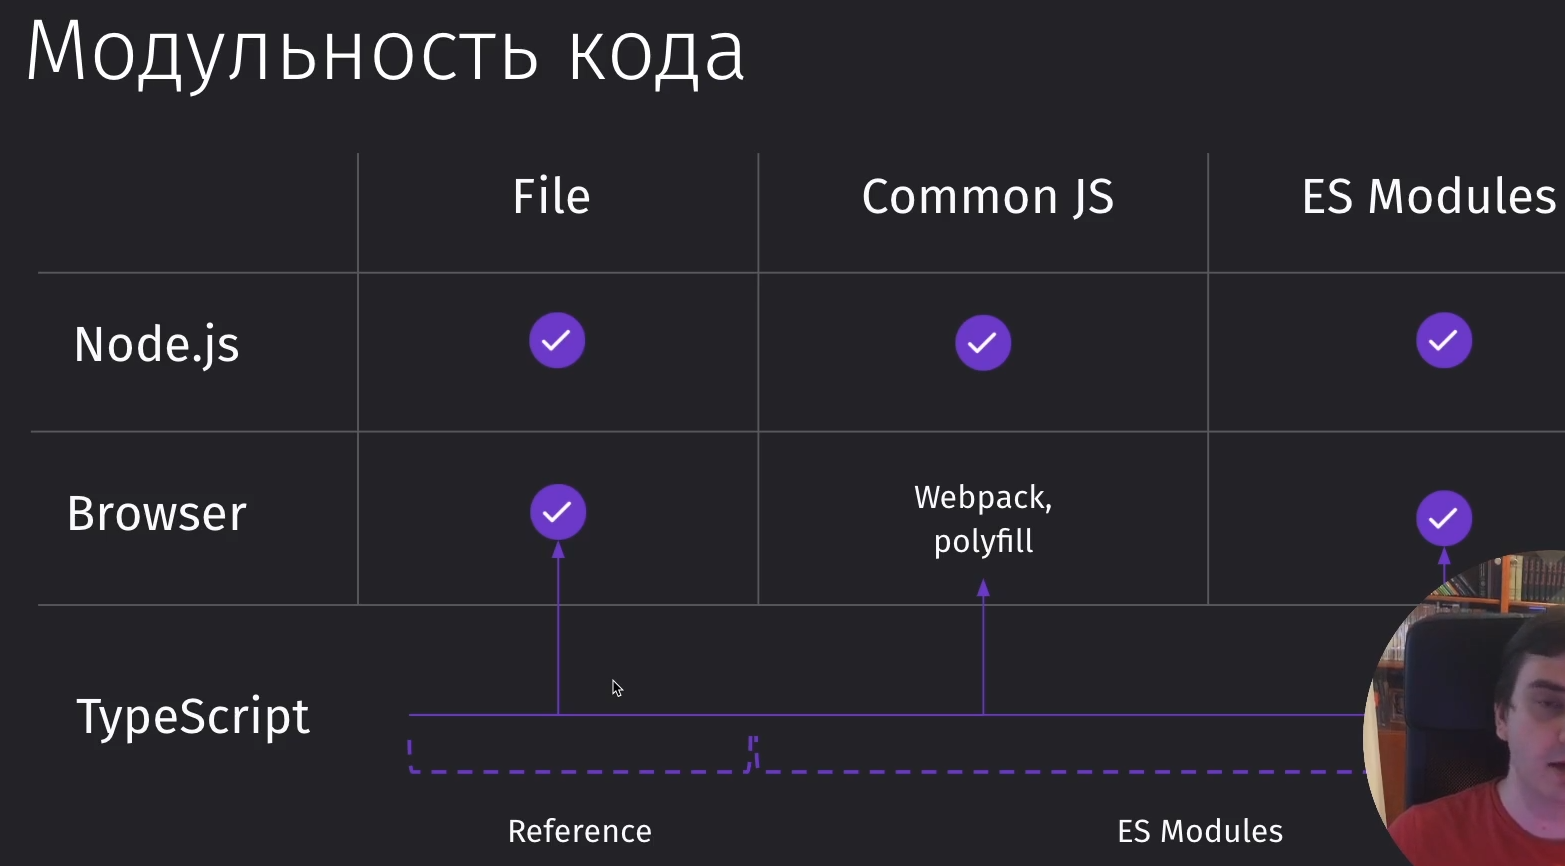 Модульность кода
File
Common JS
ES Modules
Node.js
Browser
Webpack,
polyfill
TypeScript
Reference
ES Modules